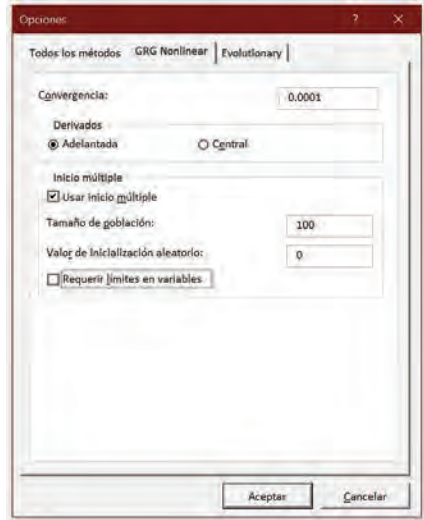 Opciones ? ×
Todos los métodos GRG Nonlinear Evolutionary
Convergencia: 0.0001
Derivados
Adelantada Central
Inicio múltiple
Usar inicio múltiple
Tamaño de población: 100
Valor de inicialización aleatorio: 0
Requerir límites en variables
Aceptar Cancelar